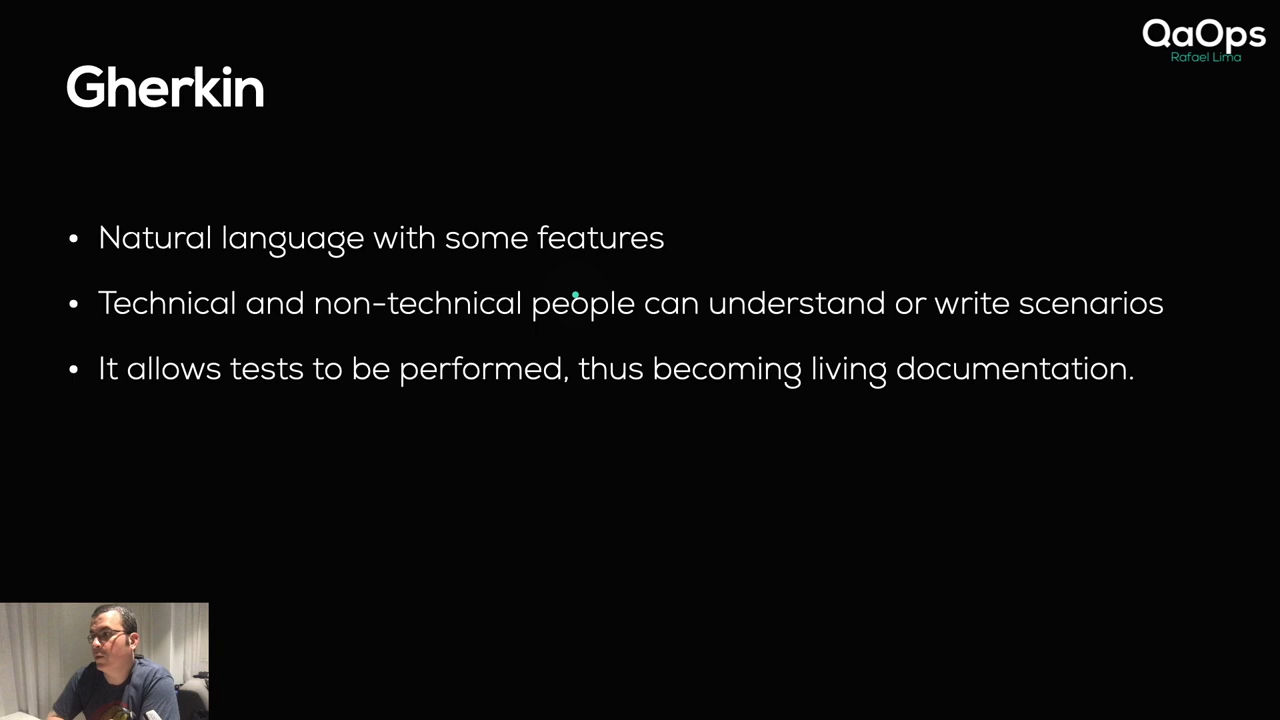 QaOps
Rafael Lima
Gherkin
• Natural language with some features
• Technical and non-technical people can understand or write scenarios
• It allows tests to be performed, thus becoming living documentation.